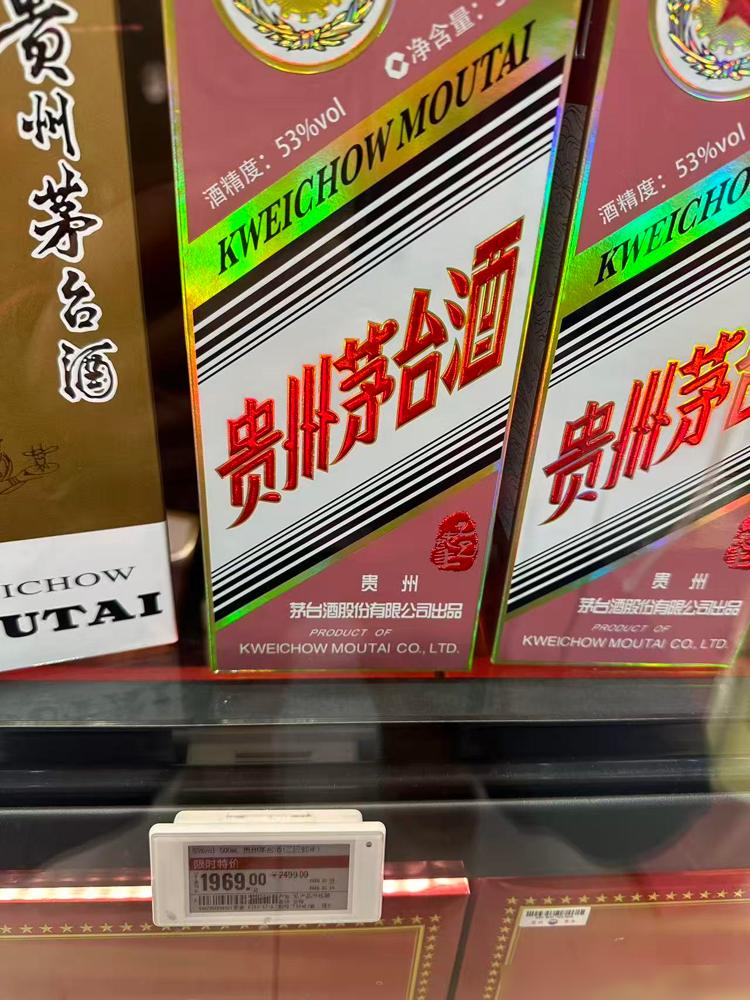 贵州茅台酒
ICHOW
UTAI
净含量:
酒精度: 53%vol
KWEICHOW MOUTAI
贵州茅台酒
贵 州
茅台酒股份有限公司出品
PRODUCT OF
KWEICHOW MOUTAI CO., LTD.
酒精度: 53%vol
KWEICHO
贵州茅台
贵 州
茅台酒股份有限公司出品
PRODUCT OF
KWEICHOW MOUTAI CO., LTD.
限时特价
¥2499.00
1969.00